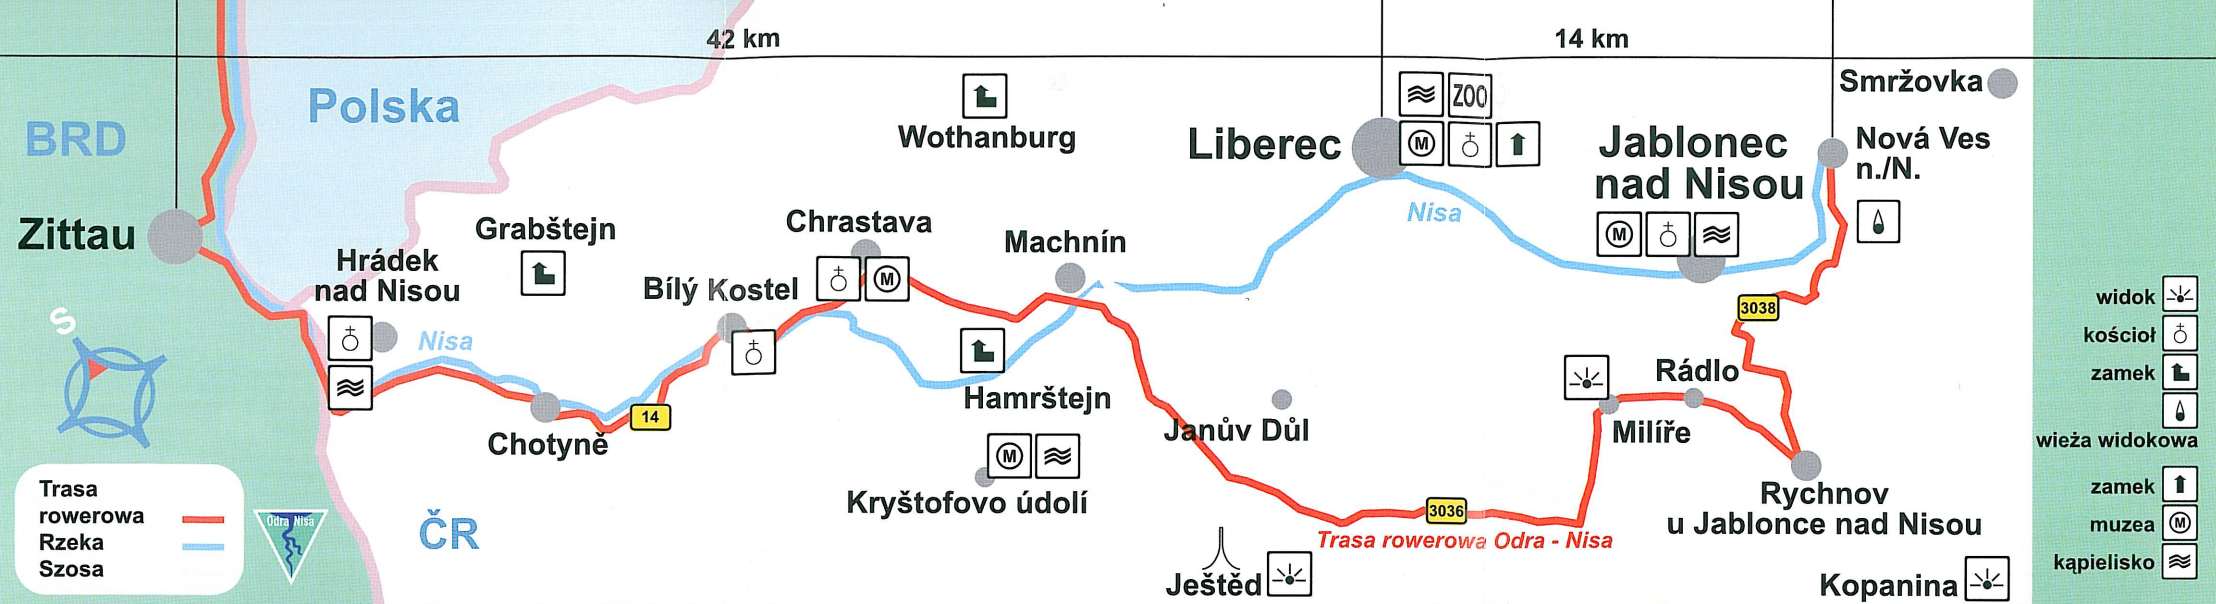 42 km
14 km
BRD
Polska
Zittau
Hrádek
nad Nisou
Grabštejn
Nisa
Chotyně
14
Bílý Kostel
Chrastava
M
Wothanburg
Machnín
Hamrštejn
M
Kryštofovo údolí
Janův Důl
Liberec
ZOO
M
Nisa
Jablonec
nad Nisou
M
Smržovka
Nová Ves
n./N.
3038
Rádlo
Milíře
Rychnov
u Jablonce nad Nisou
3036
Trasa rowerowa Odra - Nisa
Ještěd
Kopanina
ČR
S
Trasa
rowerowa
Rzeka
Szosa
Odra Nisa
widok
kościoł
zamek
wieża widokowa
zamek
muzea
M
kąpielisko